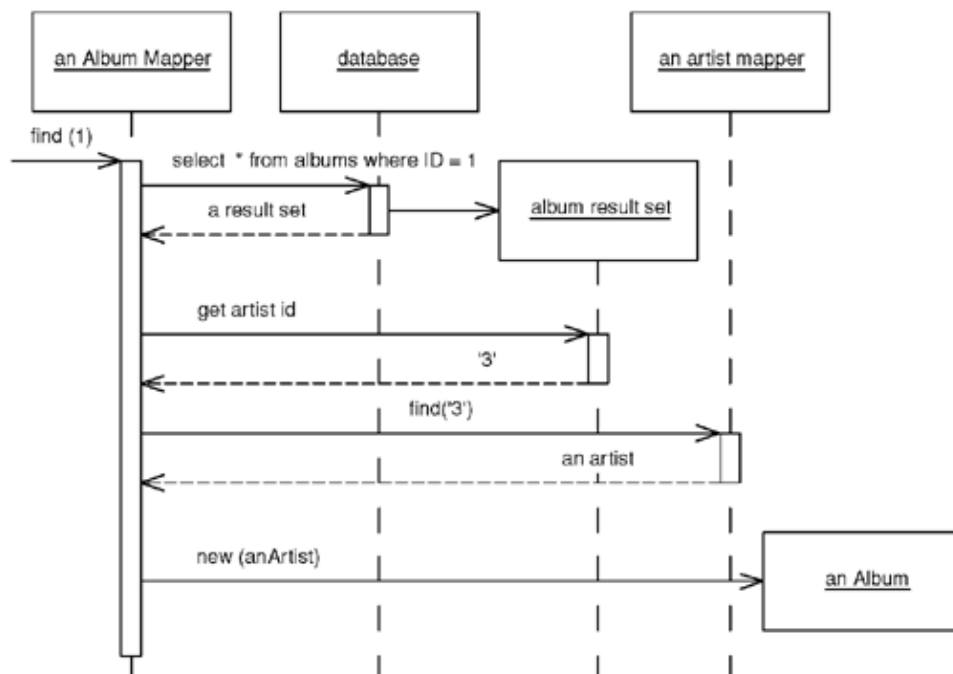 an Album Mapper
database
an artist mapper
find (1)
select * from albums where ID = 1
a result set
album result set
get artist id
'3'
find("3')
an artist
new (anArtist)
an Album